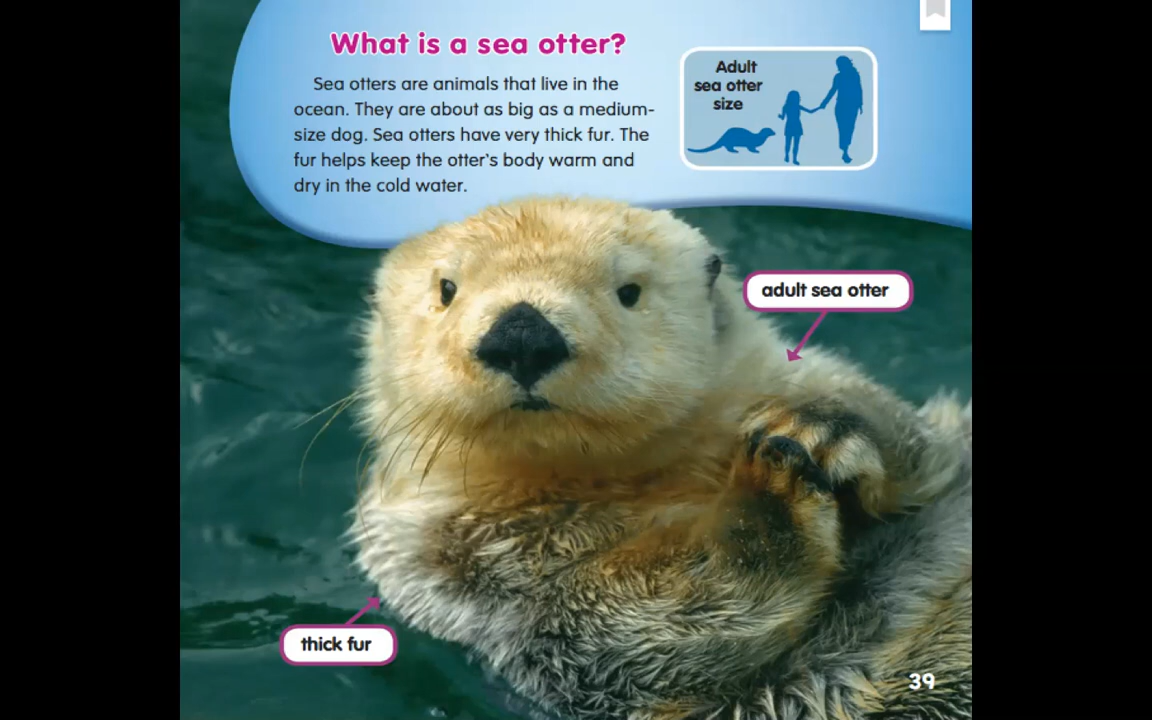 What is a sea otter?
Sea otters are animals that live in the
ocean. They are about as big as a medium-
size dog. Sea otters have very thick fur. The
fur helps keep the otter's body warm and
dry in the cold water.
Adult
sea otter
size
adult sea otter
thick fur
39